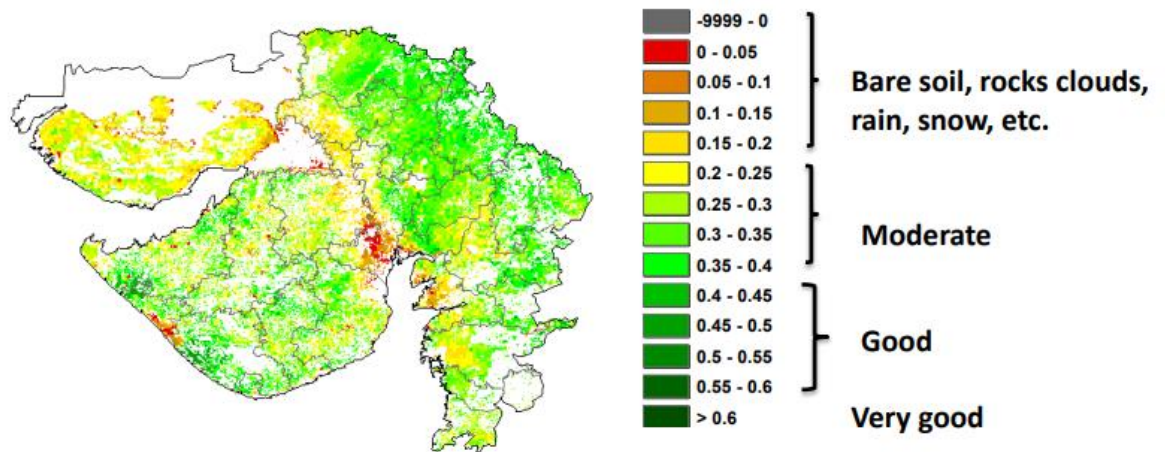 -9999 - 0
0 - 0.05
0.05 - 0.1
0.1 - 0.15
0.15 - 0.2
0.2 - 0.25
0.25 - 0.3
0.3 - 0.35
0.35 - 0.4
0.4 - 0.45
0.45 - 0.5
0.5 - 0.55
0.55 - 0.6
> 0.6
Bare soil, rocks clouds,
rain, snow, etc.
Moderate
Good
Very good